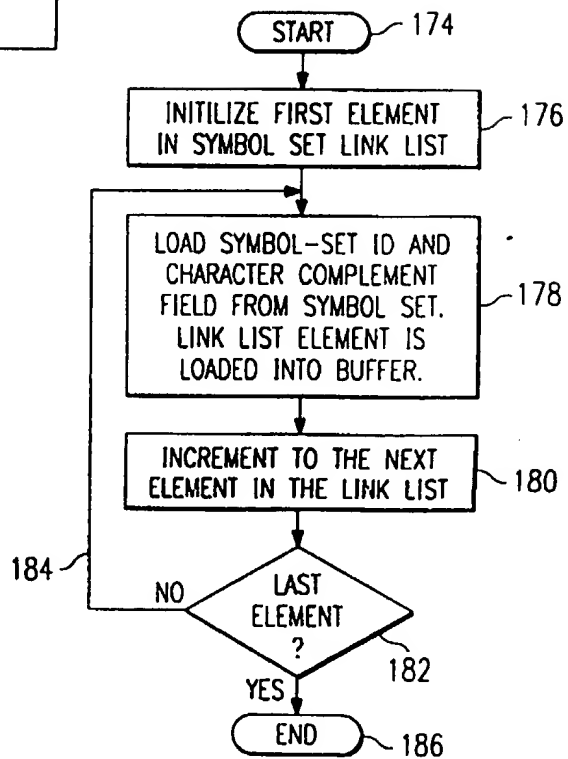 START
174
INITILIZE FIRST ELEMENT
IN SYMBOL SET LINK LIST
176
LOAD SYMBOL-SET ID AND
CHARACTER COMPLEMENT
FIELD FROM SYMBOL SET.
LINK LIST ELEMENT IS
LOADED INTO BUFFER.
178
INCREMENT TO THE NEXT
ELEMENT IN THE LINK LIST
180
184
NO
LAST
ELEMENT
?
182
YES
END
186